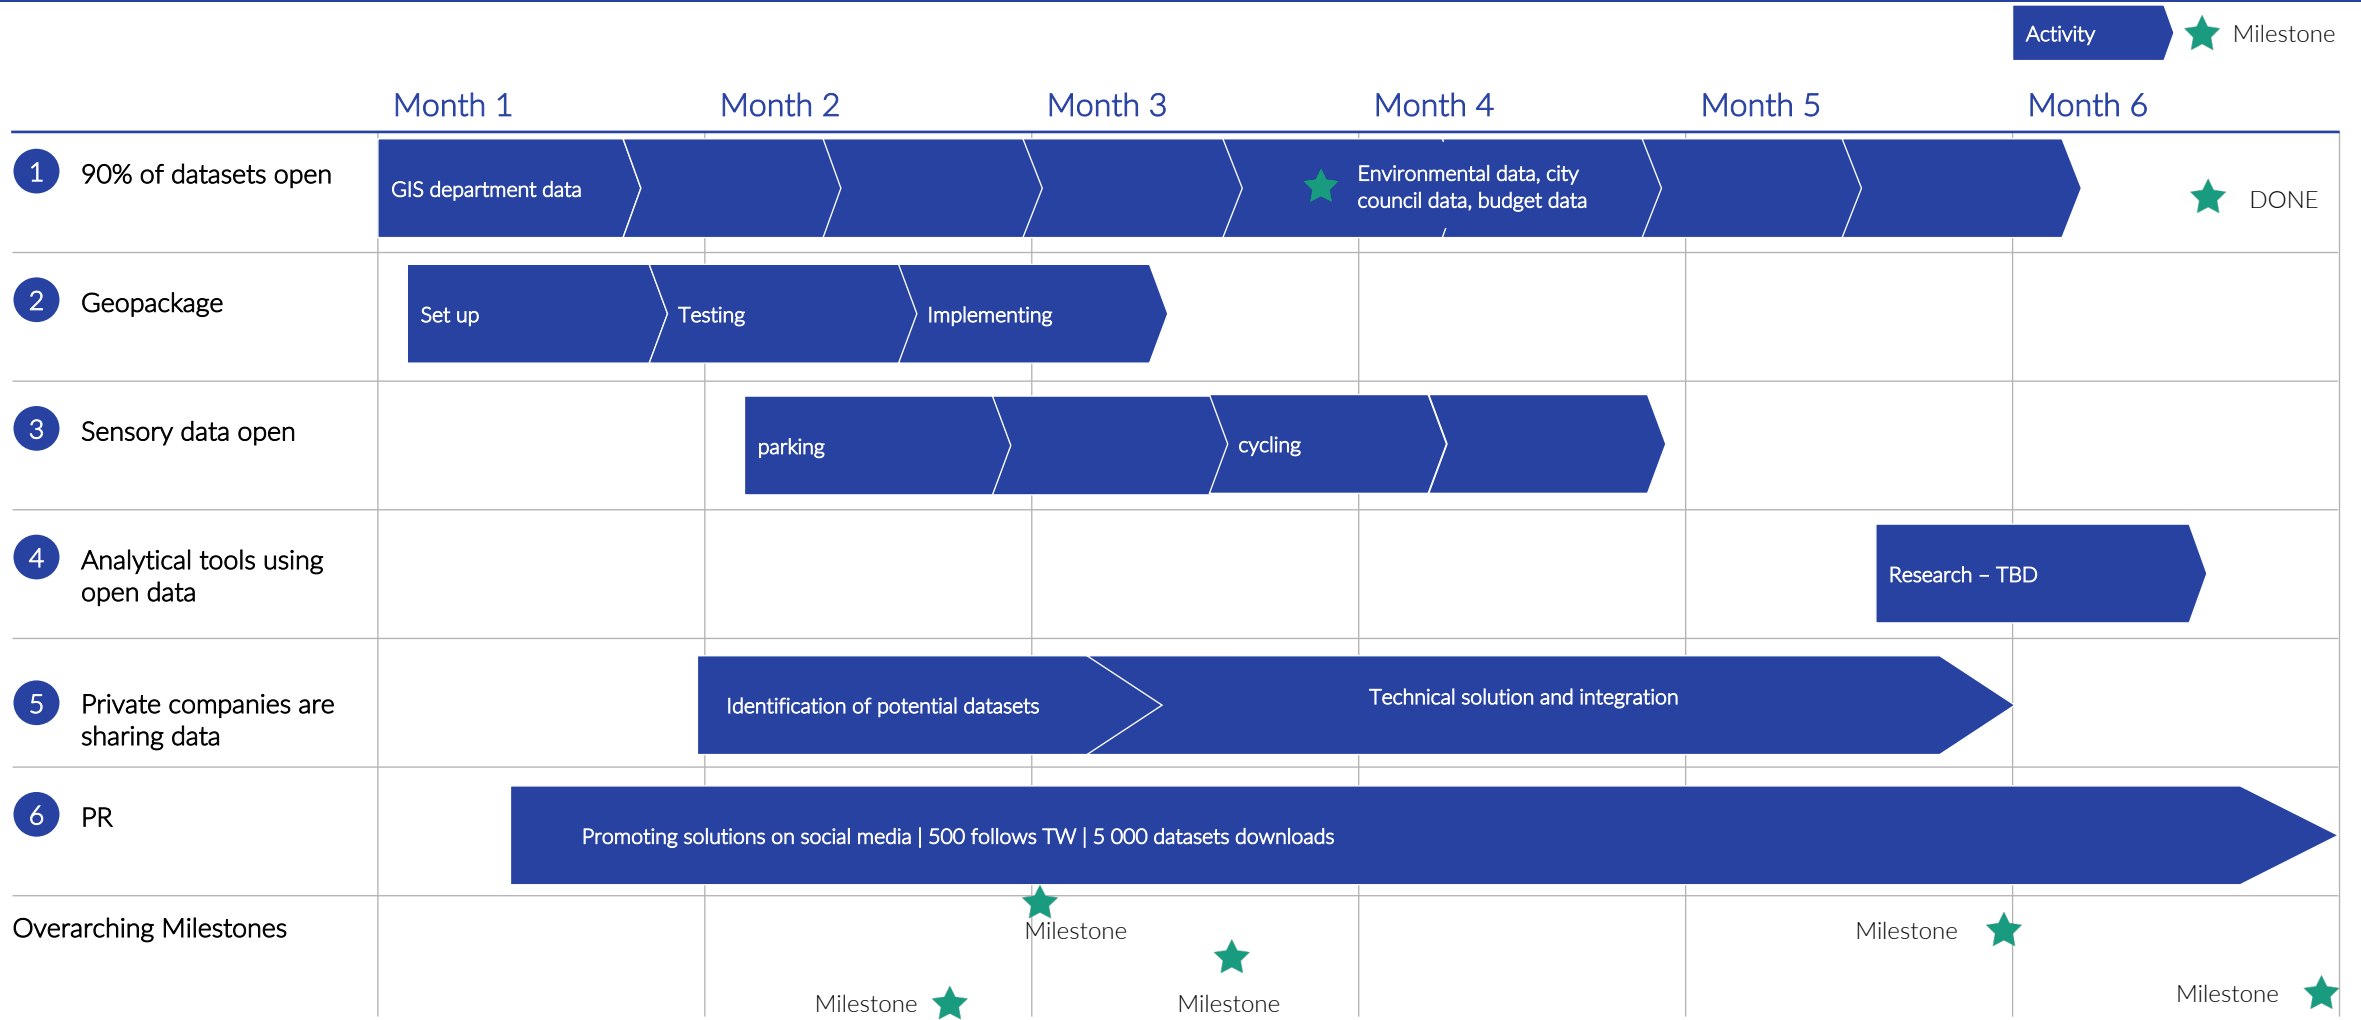 Activity
Milestone
Month 1
Month 2
Month 3
Month 4
Month 5
Month 6
1
90% of datasets open
GIS department data
Environmental data, city
council data, budget data
DONE
2
Geopackage
Set up
Testing
Implementing
3
Sensory data open
parking
cycling
4
Analytical tools using
open data
Research – TBD
5
Private companies are
sharing data
Identification of potential datasets
Technical solution and integration
6
PR
Promoting solutions on social media | 500 follows TW | 5 000 datasets downloads
Overarching Milestones
Milestone
Milestone
Milestone
Milestone
Milestone